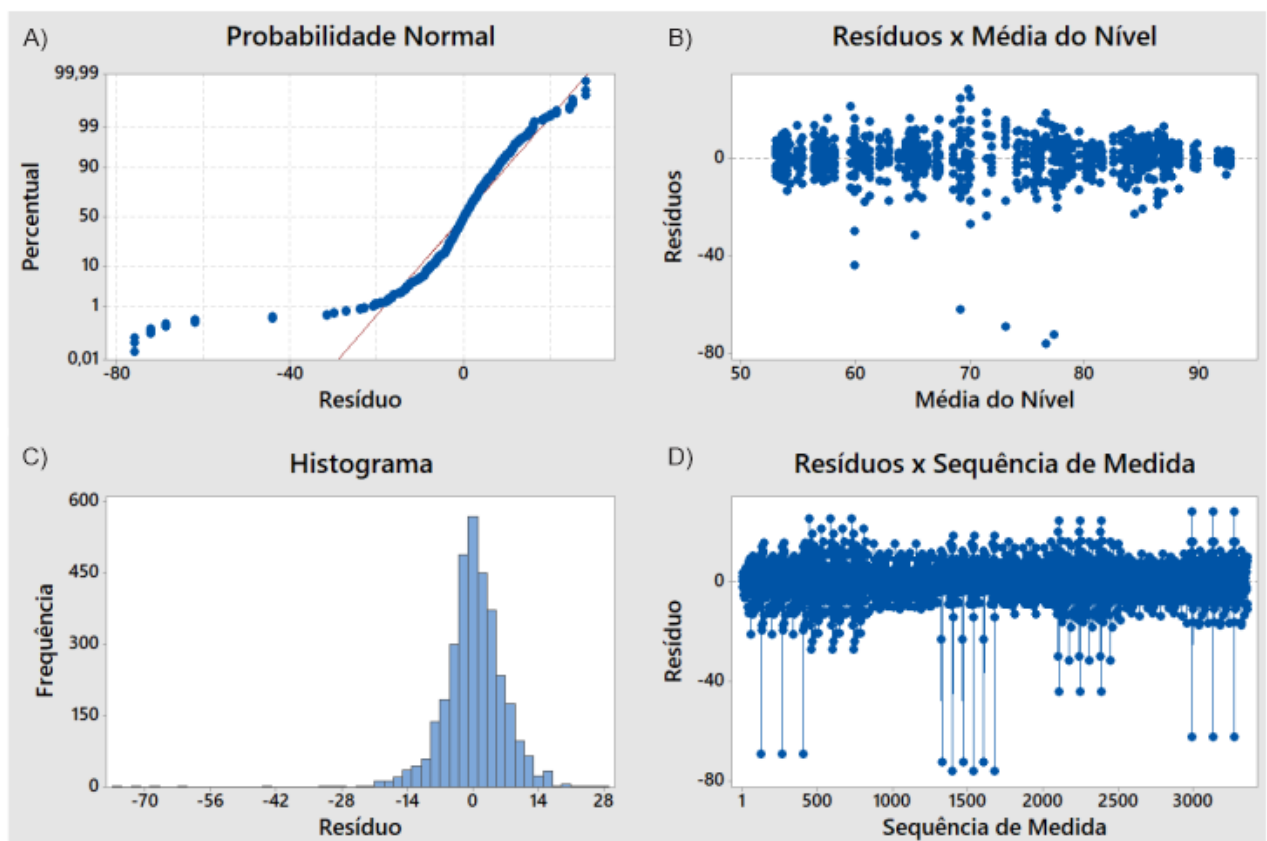 A) Probabilidade Normal
99,99
99
90
50
10
1
0,01
Percentual
-80 -40 0
Resíduo
B) Resíduos x Média do Nível
0
-40
-80
Resíduos
50 60 70 80 90
Média do Nível
C) Histograma
600
450
300
150
0
Frequência
-70 -56 -42 -28 -14 0 14 28
Resíduo
D) Resíduos x Sequência de Medida
0
-40
-80
Resíduo
1 500 1000 1500 2000 2500 3000
Sequência de Medida